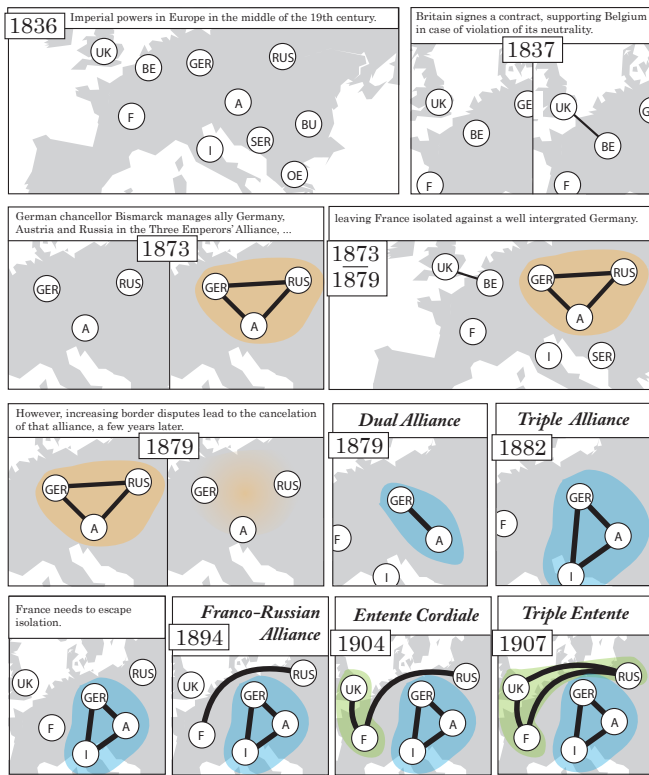 1836
Imperial powers in Europe in the middle of the 19th century.
UK
BE
GER
RUS
F
A
BU
SER
I
OE
Britain signes a contract, supporting Belgium
in case of violation of its neutrality.
1837
UK
GE
BE
F
UK
G
BE
F
German chancellor Bismarck manages ally Germany,
Austria and Russia in the Three Emperors' Alliance, ...
1873
GER
RUS
A
GER
RUS
A
leaving France isolated against a well intergrated Germany.
1873
1879
UK
BE
GER
RUS
F
A
I
SER
However, increasing border disputes lead to the cancelation
of that alliance, a few years later.
1879
GER
RUS
A
GER
RUS
A
Dual Alliance
1879
GER
F
A
I
Triple Alliance
1882
GER
F
A
I
France needs to escape
isolation.
UK
RUS
GER
F
A
I
Franco-Russian
Alliance
1894
UK
RUS
GER
F
A
I
Entente Cordiale
1904
UK
RUS
GER
F
A
I
Triple Entente
1907
UK
RUS
GER
F
A
I